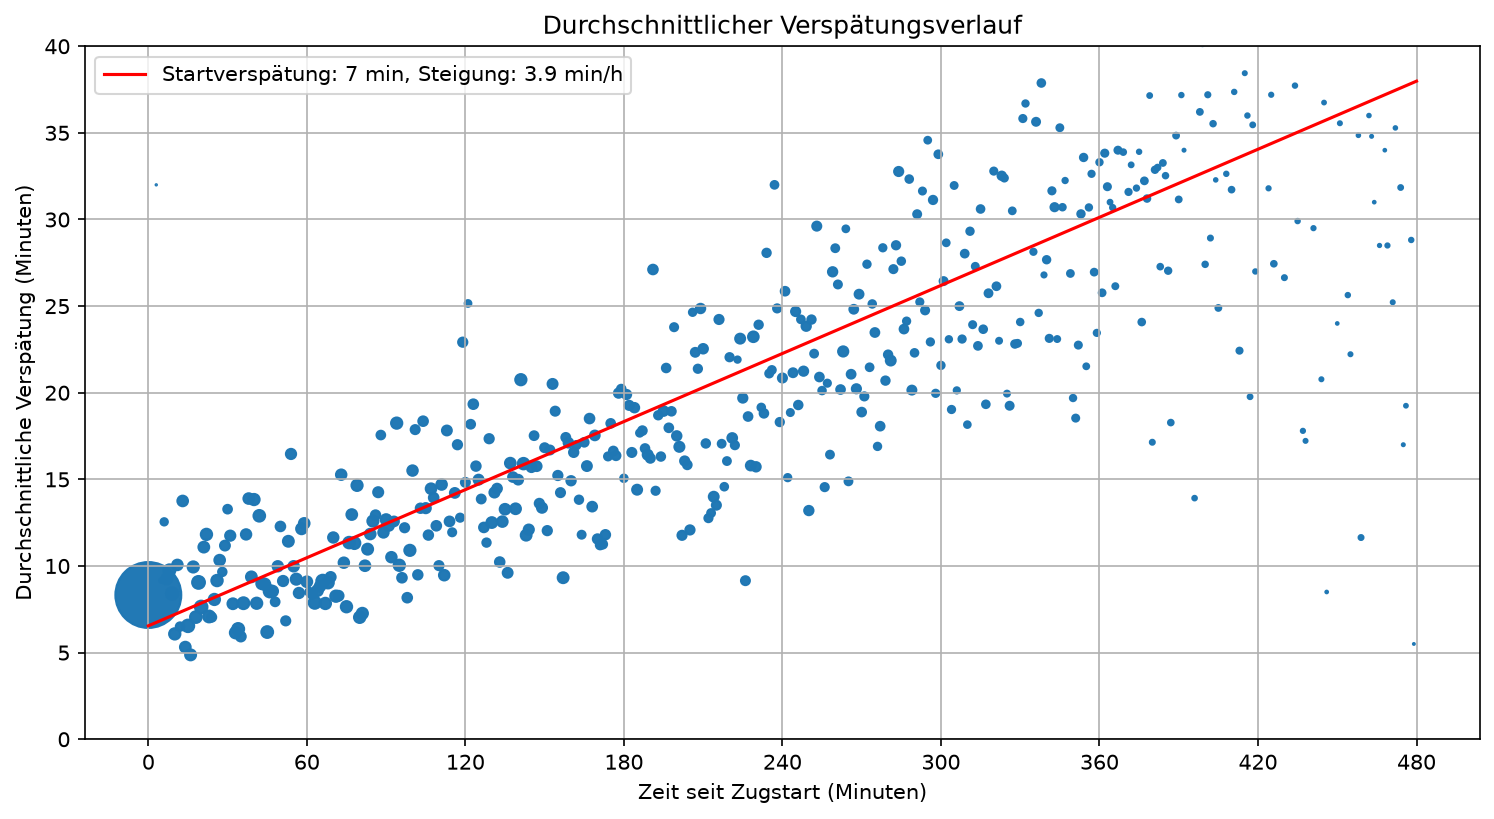 Durchschnittlicher Verspätungsverlauf
Startverspätung: 7 min, Steigung: 3.9 min/h
Durchschnittliche Verspätung (Minuten)
40
35
30
25
20
15
10
5
0
0 60 120 180 240 300 360 420 480
Zeit seit Zugstart (Minuten)